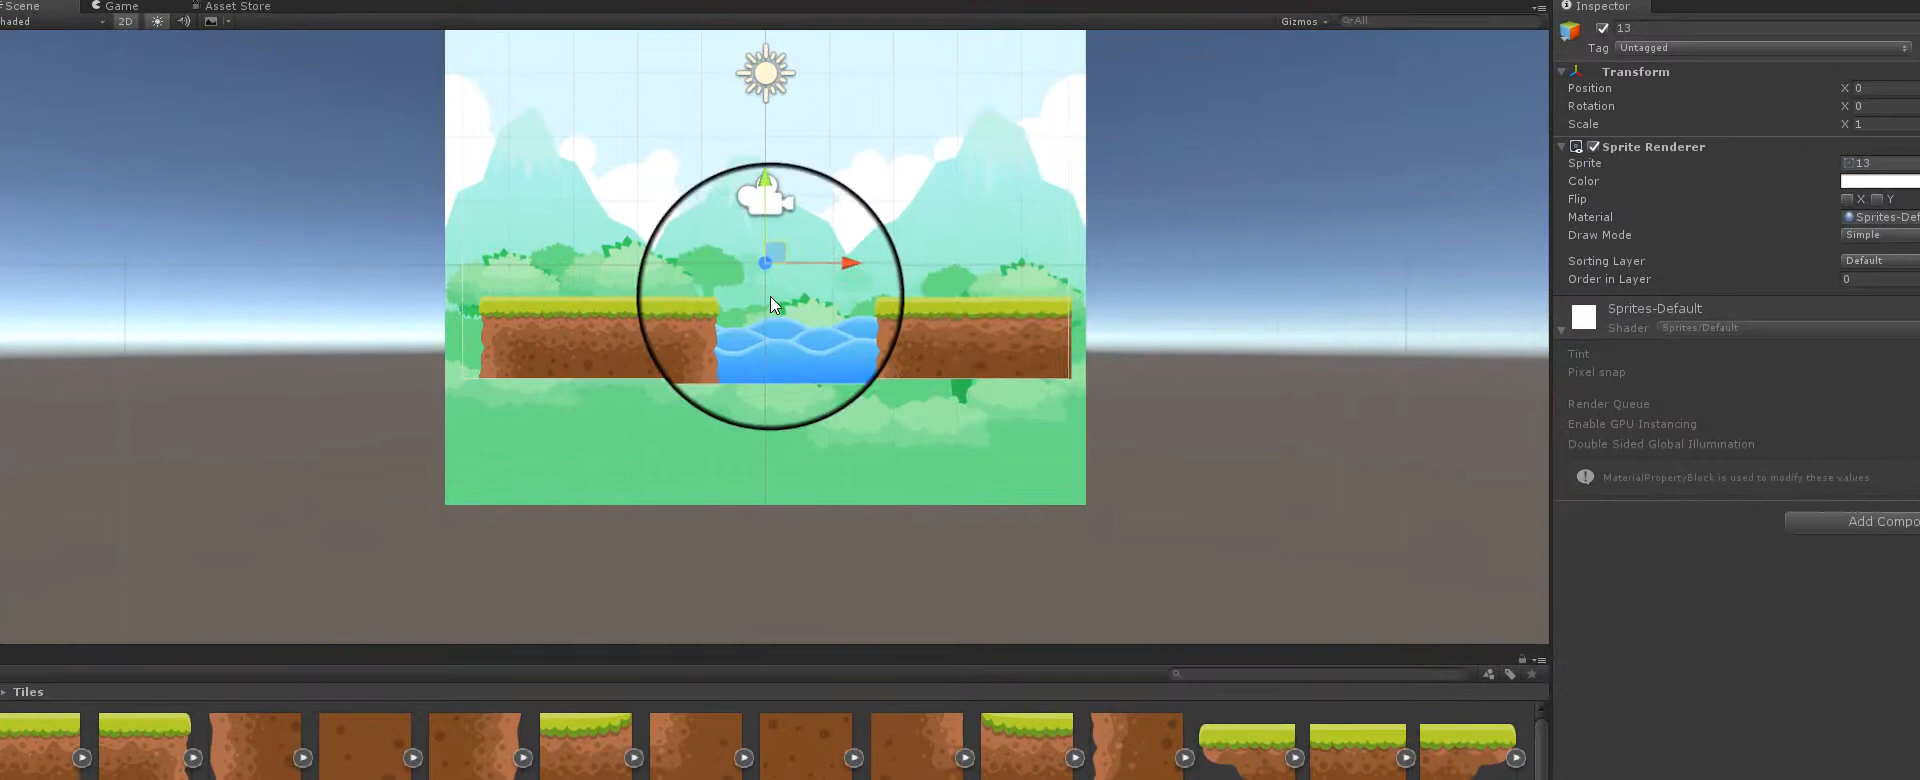 Scene Game Asset Store Inspector
haded 2D Gizmos All
13
Tag Untagged
Transform
Position X 0
Rotation X 0
Scale X 1
Sprite Renderer
Sprite 13
Color
Flip X Y
Material Sprites-Def
Draw Mode Simple
Sorting Layer Default
Order in Layer 0
Sprites-Default
Shader Sprites/Default
Tint
Pixel snap
Render Queue
Enable GPU Instancing
Double Sided Global Illumination
MaterialPropertyBlock is used to modify these values
Add Compo
Tiles